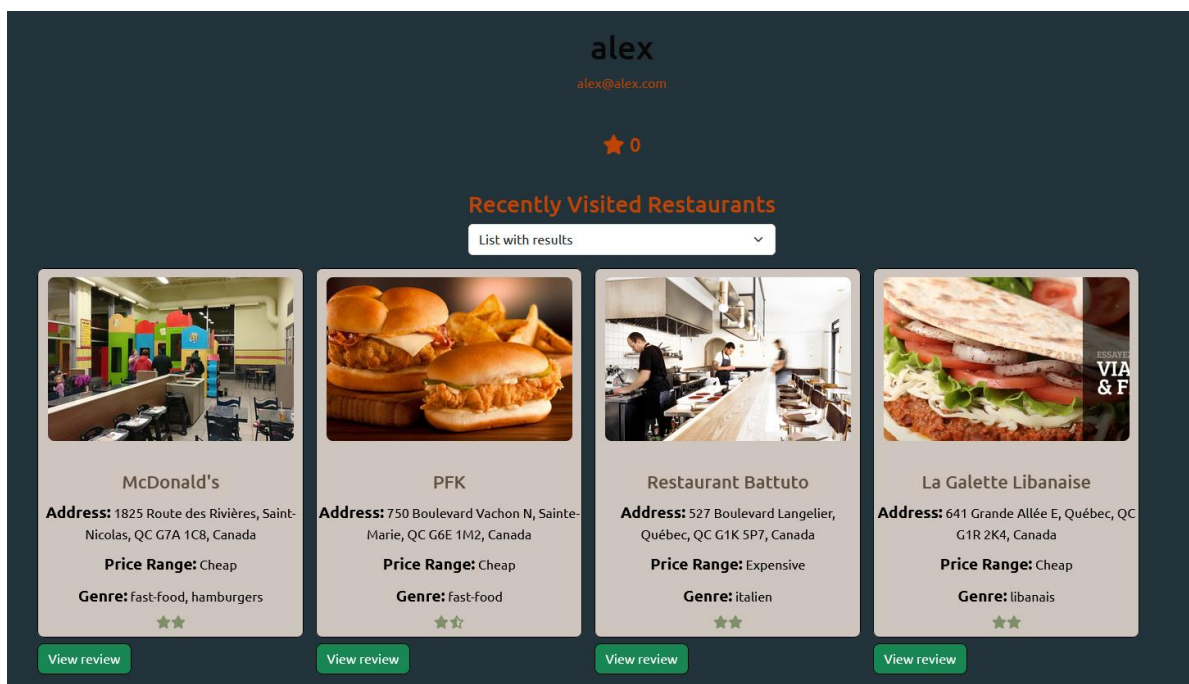 alex
alex@alex.com
0
Recently Visited Restaurants
List with results
ESSAYEZ
VIA
& F
McDonald's
Address: 1825 Route des Rivières, Saint-
Nicolas, QC G7A 1C8, Canada
Price Range: Cheap
Genre: fast-food, hamburgers
View review
PFK
Address: 750 Boulevard Vachon N, Sainte-
Marie, QC G6E 1M2, Canada
Price Range: Cheap
Genre: fast-food
View review
Restaurant Battuto
Address: 527 Boulevard Langelier,
Québec, QC G1K 5P7, Canada
Price Range: Expensive
Genre: italien
View review
La Galette Libanaise
Address: 641 Grande Allée E, Québec, QC
G1R 2K4, Canada
Price Range: Cheap
Genre: libanais
View review